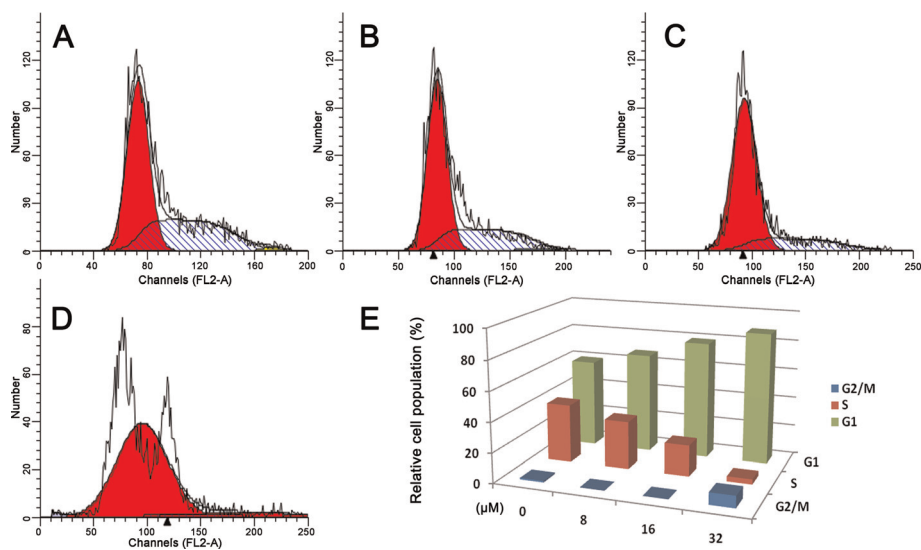 A
B
C
Number
120
90
60
30
0
0 40 80 120 160 200
Channels (FL2-A)
Number
120
90
60
30
0
0 50 100 150 200
Channels (FL2-A)
Number
120
90
60
30
0
0 50 100 150 200 250
Channels (FL2-A)
D
Number
80
60
40
20
0
0 50 100 150 200 250
Channels (FL2-A)
E
Relative cell population (%)
100
80
60
40
20
0
(μM) 0 8 16 32
G1
S
G2/M
G2/M
S
G1